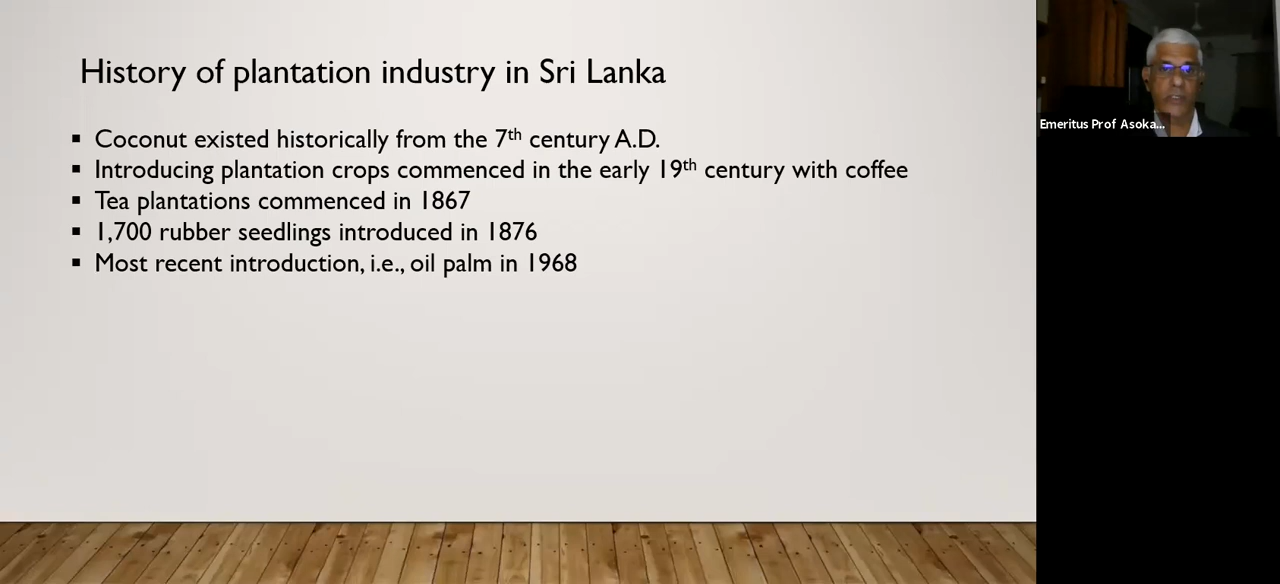 History of plantation industry in Sri Lanka
▪ Coconut existed historically from the 7th century A.D.
▪ Introducing plantation crops commenced in the early 19th century with coffee
▪ Tea plantations commenced in 1867
▪ 1,700 rubber seedlings introduced in 1876
▪ Most recent introduction, i.e., oil palm in 1968
Emeritus Prof Asoka...